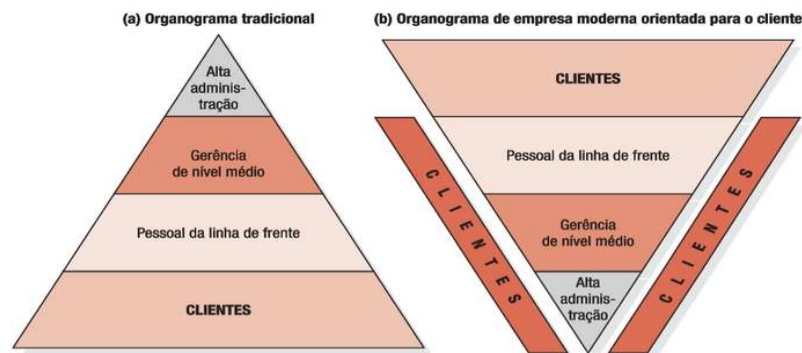 (a) Organograma tradicional
Alta
adminis-
tração
Gerência
de nível médio
Pessoal da linha de frente
CLIENTES
(b) Organograma de empresa moderna orientada para o cliente
CLIENTES
Pessoal da linha de frente
Gerência
de nível médio
Alta
adminis-
tração
CLIENTES
CLIENTES